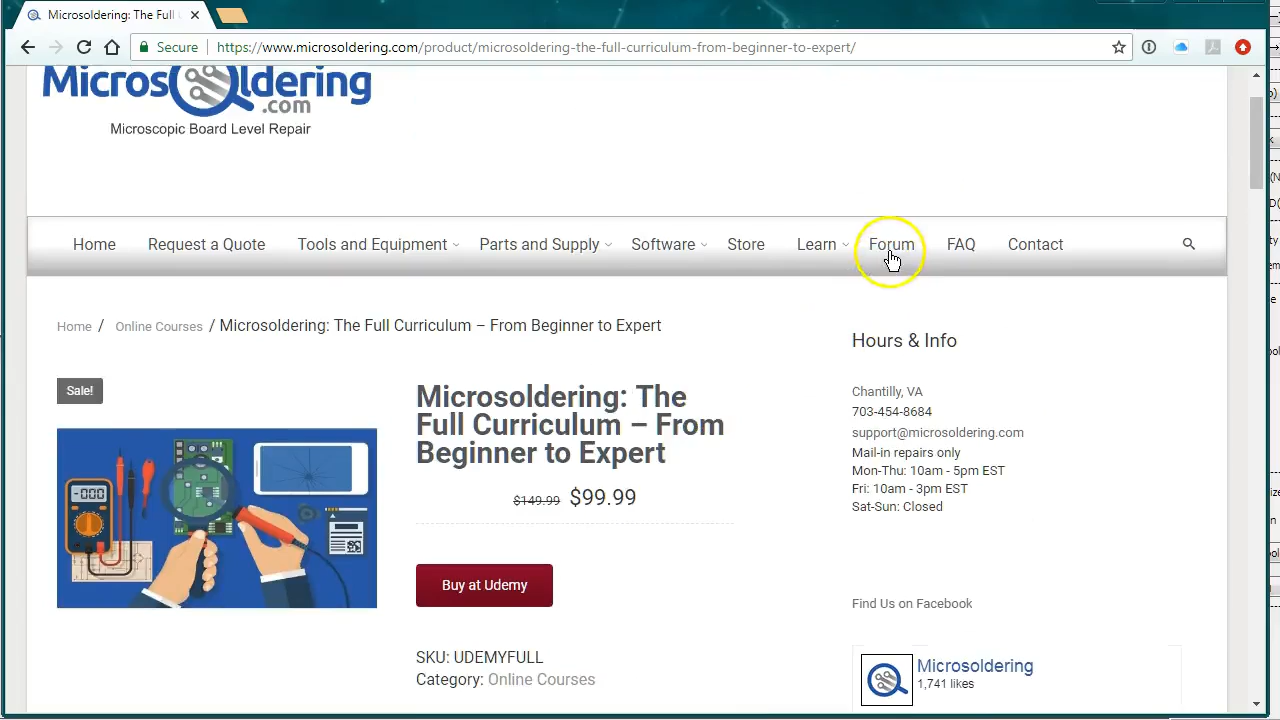 Microsoldering: The Full
Secure
https://www.microsoldering.com/product/microsoldering-the-full-curriculum-from-beginner-to-expert/
Microsoldering
.com
Microscopic Board Level Repair
Home Request a Quote Tools and Equipment Parts and Supply Software Store Learn Forum FAQ Contact
Home / Online Courses / Microsoldering: The Full Curriculum – From Beginner to Expert
Sale!
-000
Microsoldering: The
Full Curriculum – From
Beginner to Expert
$149.99 $99.99
Buy at Udemy
SKU: UDEMYFULL
Category: Online Courses
Hours & Info
Chantilly, VA
703-454-8684
support@microsoldering.com
Mail-in repairs only
Mon-Thu: 10am - 5pm EST
Fri: 10am - 3pm EST
Sat-Sun: Closed
Find Us on Facebook
Microsoldering
1,741 likes